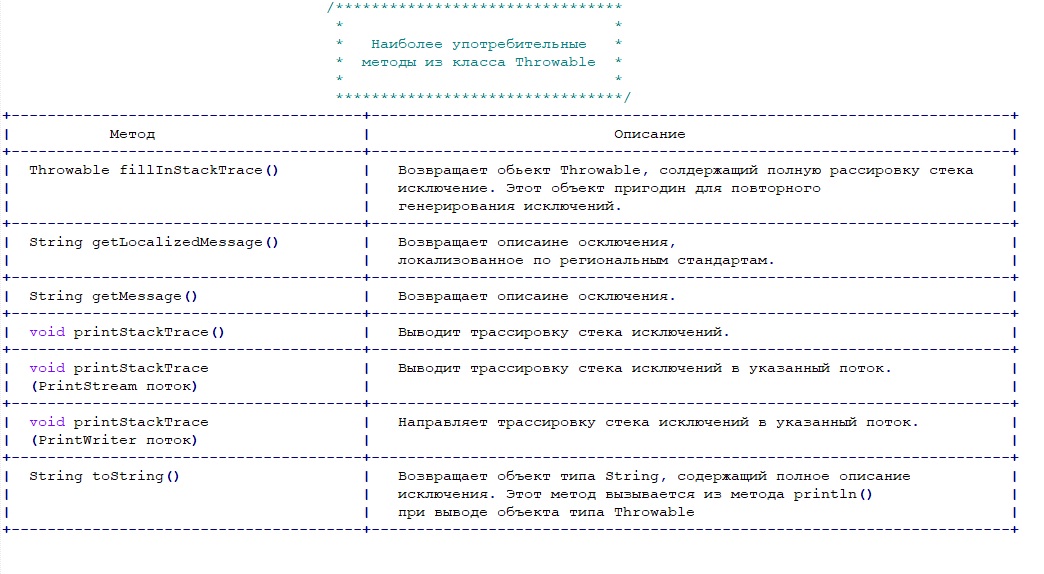 /********************************
* *
* Наиболее употребительные *
* методы из класса Throwable *
* *
********************************/
+---------------------------------------+-----------------------------------------------------------------------+
| Метод | Описание |
+---------------------------------------+-----------------------------------------------------------------------+
| Throwable fillInStackTrace() | Возвращает обьект Throwable, солдержащий полную рассировку стека |
| | исключение. Этот объект пригодин для повторного |
| | генерирования исключений. |
+---------------------------------------+-----------------------------------------------------------------------+
| String getLocalizedMessage() | Возвращает описаине осключения, |
| | локализованное по региональным стандартам. |
+---------------------------------------+-----------------------------------------------------------------------+
| String getMessage() | Возвращает описаине осключения. |
+---------------------------------------+-----------------------------------------------------------------------+
| void printStackTrace() | Выводит трассировку стека исключений. |
+---------------------------------------+-----------------------------------------------------------------------+
| void printStackTrace | Выводит трассировку стека исключений в указанный поток. |
| (PrintStream поток) | |
+---------------------------------------+-----------------------------------------------------------------------+
| void printStackTrace | Направляет трассировку стека исключений в указанный поток. |
| (PrintWriter поток) | |
+---------------------------------------+-----------------------------------------------------------------------+
| String toString() | Возвращает объект типа String, содержащий полное описание |
| | исключения. Этот метод вызывается из метода println() |
| | при выводе объекта типа Throwable |
+---------------------------------------+-----------------------------------------------------------------------+